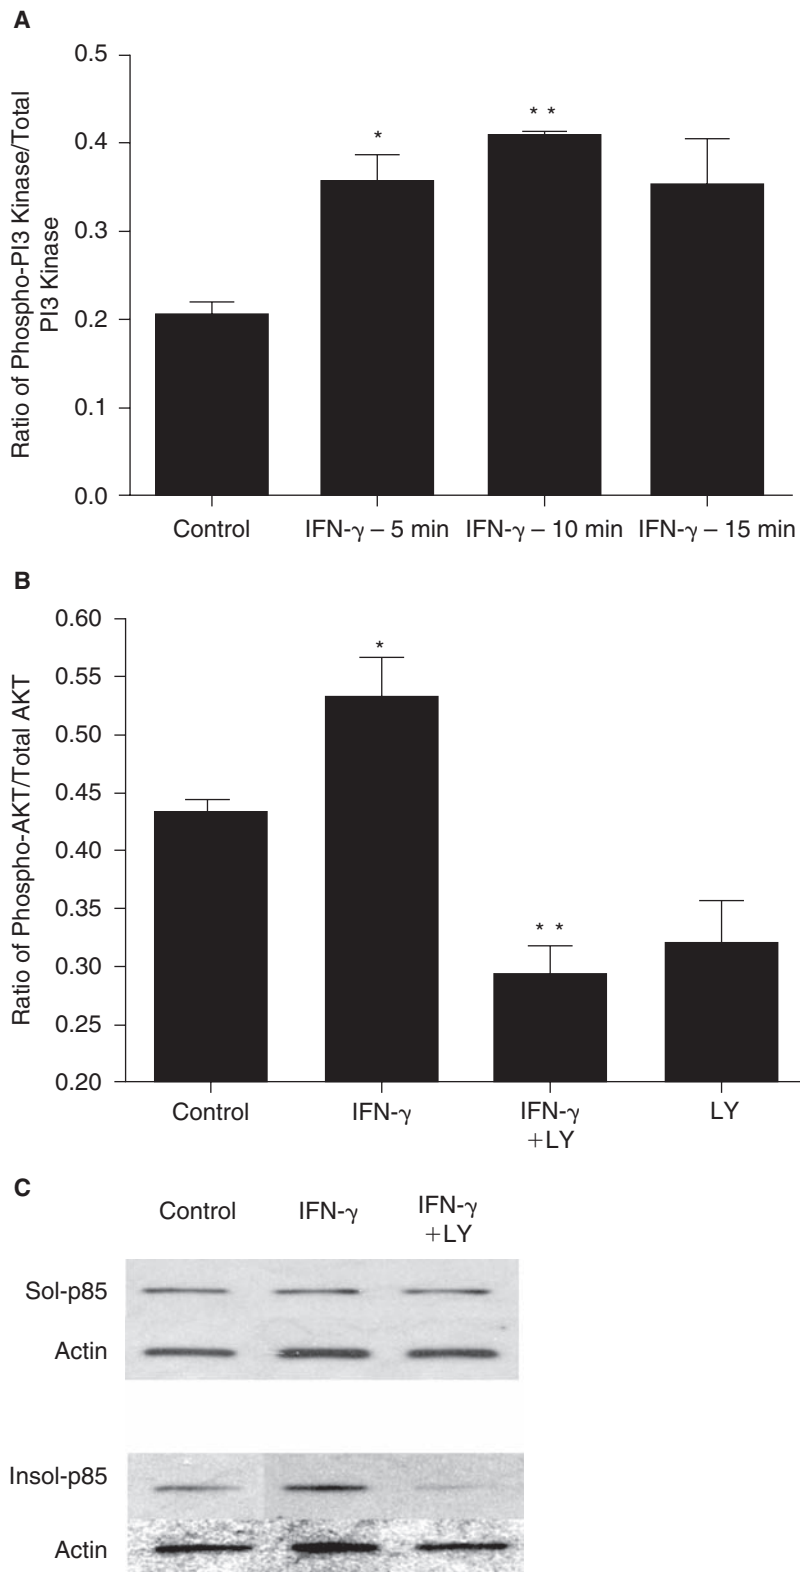 A
Ratio of Phospho-PI3 Kinase/Total
PI3 Kinase
0.5
0.4
0.3
0.2
0.1
0.0
*
* *
Control
IFN-γ – 5 min
IFN-γ – 10 min
IFN-γ – 15 min
B
Ratio of Phospho-AKT/Total AKT
0.60
0.55
0.50
0.45
0.40
0.35
0.30
0.25
0.20
*
* *
Control
IFN-γ
IFN-γ
+LY
LY
C
Control
IFN-γ
IFN-γ
+LY
Sol-p85
Actin
Insol-p85
Actin